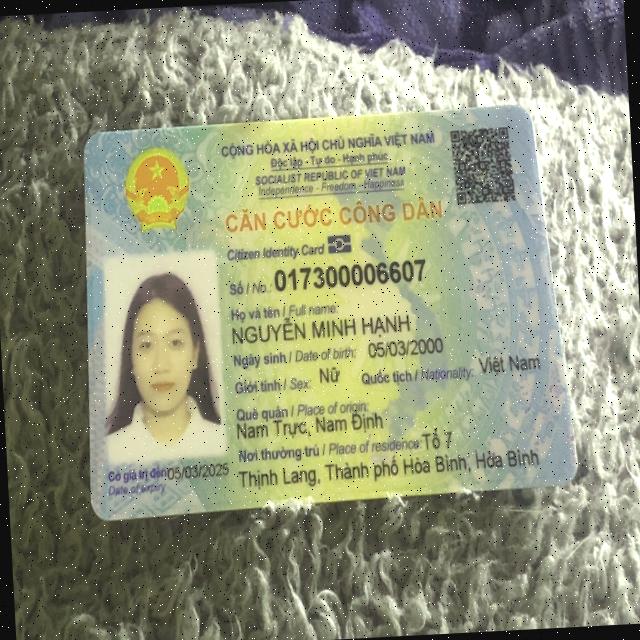 CỘNG HÒA XÃ HỘI CHỦ NGHĨA VIỆT NAM
Độc lập - Tự do - Hạnh phúc
SOCIALIST REPUBLIC OF VIET NAM
Independence - Freedom - Happiness
CĂN CƯỚC CÔNG DÂN
Citizen Identity Card
Số / No.: 017300006607
Họ và tên / Full name:
NGUYỄN MINH HẠNH
Ngày sinh / Date of birth: 05/03/2000
Giới tính / Sex: Nữ Quốc tịch / Nationality: Việt Nam
Quê quán / Place of origin:
Nam Trực, Nam Định
Nơi thường trú / Place of residence: Tổ 7
Thịnh Lang, Thành phố Hòa Bình, Hòa Bình
Có giá trị đến: 05/03/2025
Date of expiry